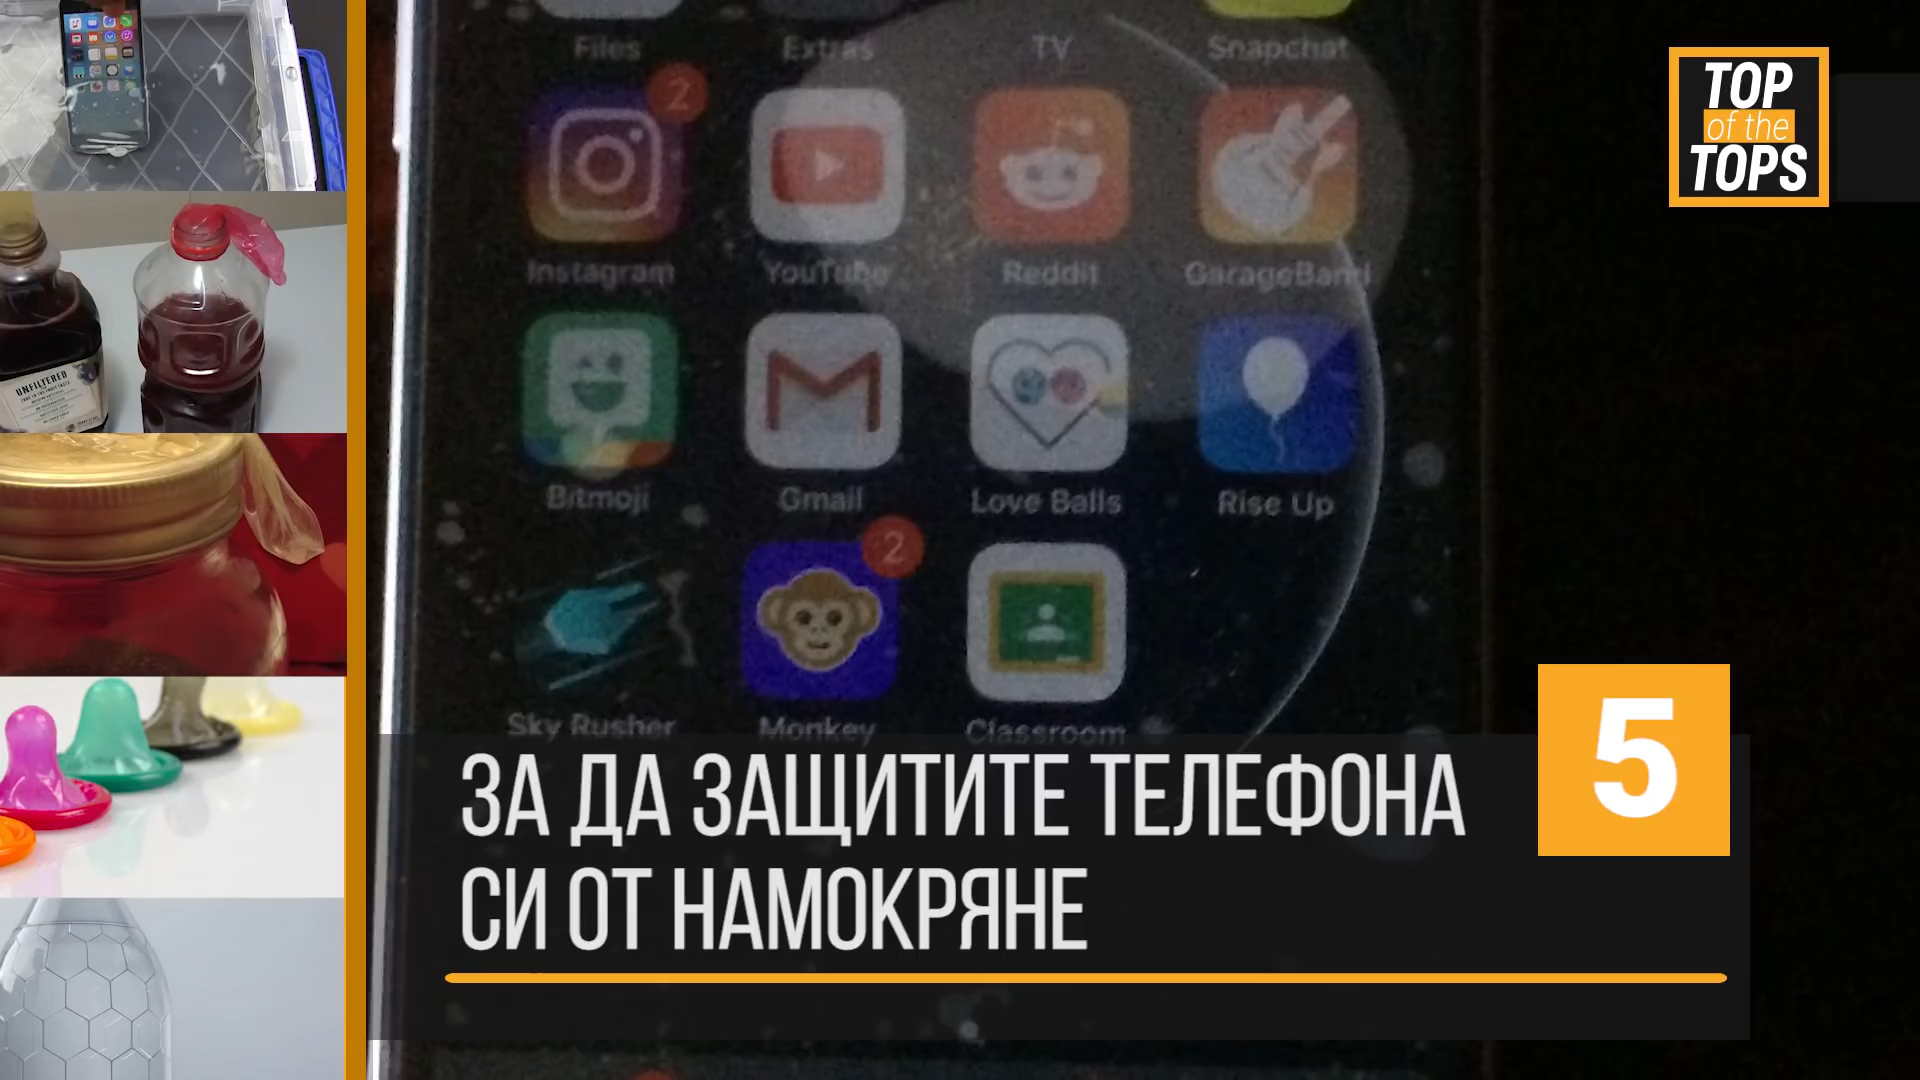 Files
Extras
TV
Snapchat
TOP
of the
TOPS
2
Instagram
YouTube
Reddit
GarageBand
UNFILTERED
Bitmoji
Gmail
Love Balls
Rise Up
2
Sky Rusher
Monkey
Classroom
5
ЗА ДА ЗАЩИТИТЕ ТЕЛЕФОНА
СИ ОТ НАМОКРЯНЕ